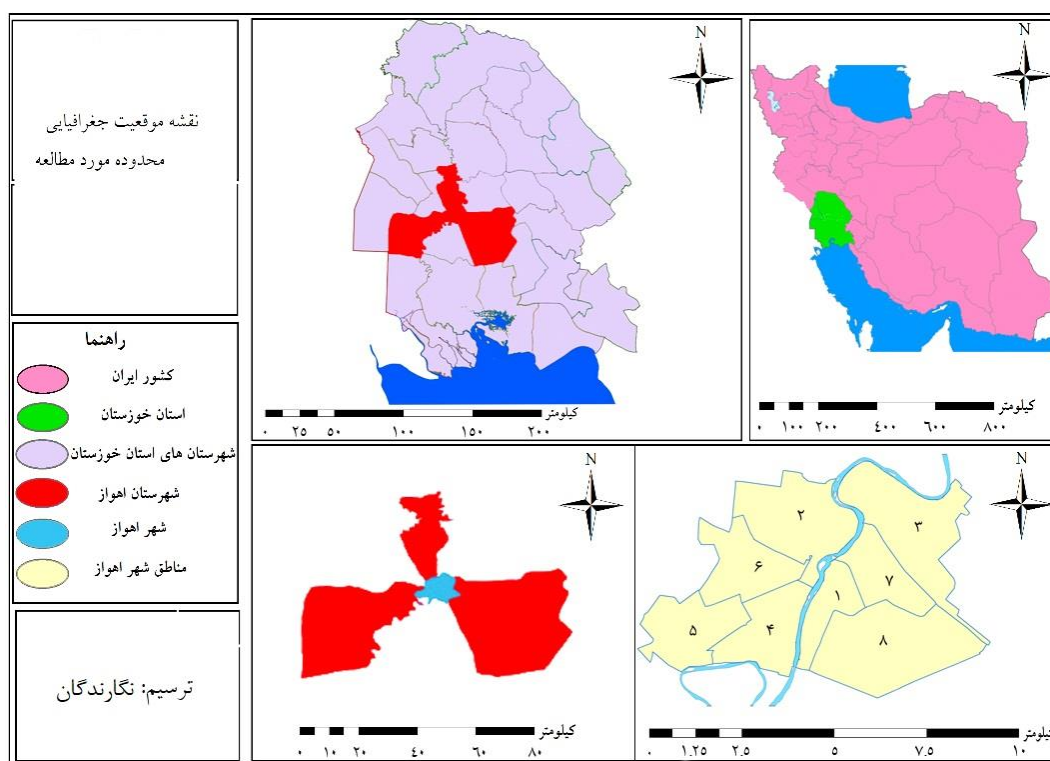 نقشه موقعیت جغرافیایی
محدوده مورد مطالعه
راهنما
کشور ایران
استان خوزستان
شهرستان های استان خوزستان
شهرستان اهواز
شهر اهواز
مناطق شهر اهواز
ترسیم: نگارندگان
N
کیلومتر
۰ ۲۵ ۵۰ ۱۰۰ ۱۵۰ ۲۰۰
N
کیلومتر
۰ ۱۰۰ ۲۰۰ ۴۰۰ ۶۰۰ ۸۰۰
N
کیلومتر
۰ ۱۰ ۲۰ ۴۰ ۶۰ ۸۰
N
۲
۳
۶
۷
۱
۵
۴
۸
کیلومتر
۰ ۱.۲۵ ۲.۵ ۵ ۷.۵ ۱۰